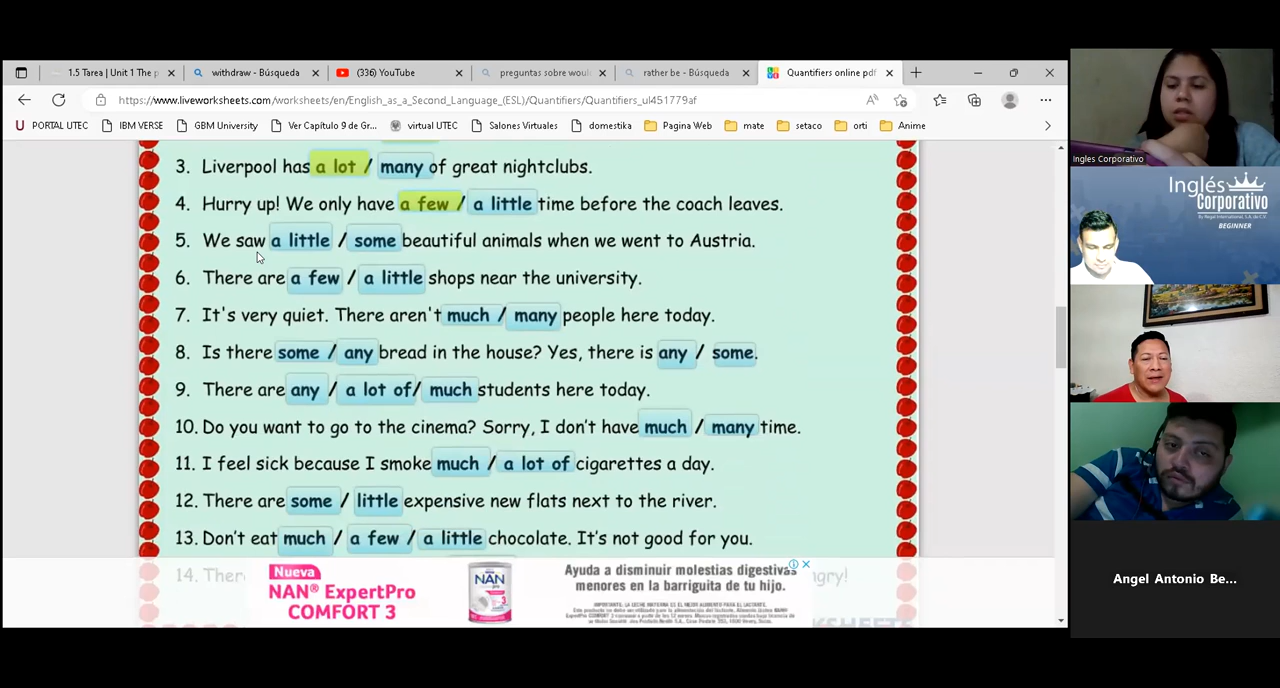 1.5 Tarea | Unit 1 The p
withdraw - Búsqueda
(336) YouTube
preguntas sobre woul
rather be - Búsqueda
Quantifiers online pdf
https://www.liveworksheets.com/worksheets/en/English_as_a_Second_Language_(ESL)/Quantifiers/Quantifiers_ul451779af
PORTAL UTEC
IBM VERSE
GBM University
Ver Capítulo 9 de Gr...
virtual UTEC
Salones Virtuales
domestika
Pagina Web
mate
setaco
orti
Anime
3. Liverpool has a lot / many of great nightclubs.
4. Hurry up! We only have a few / a little time before the coach leaves.
5. We saw a little / some beautiful animals when we went to Austria.
6. There are a few / a little shops near the university.
7. It's very quiet. There aren't much / many people here today.
8. Is there some / any bread in the house? Yes, there is any / some.
9. There are any / a lot of / much students here today.
10. Do you want to go to the cinema? Sorry, I don't have much / many time.
11. I feel sick because I smoke much / a lot of cigarettes a day.
12. There are some / little expensive new flats next to the river.
13. Don't eat much / a few / a little chocolate. It's not good for you.
14. Ther
ngry!
Nueva
NAN® ExpertPro
COMFORT 3
NAN
Ayuda a disminuir molestias digestivas
menores en la barriguita de tu hijo.
KSHEETS
Ingles Corporativo
Inglés
Corporativo
By Regal International, S.A. de C.V.
BEGINNER
Angel Antonio Be...